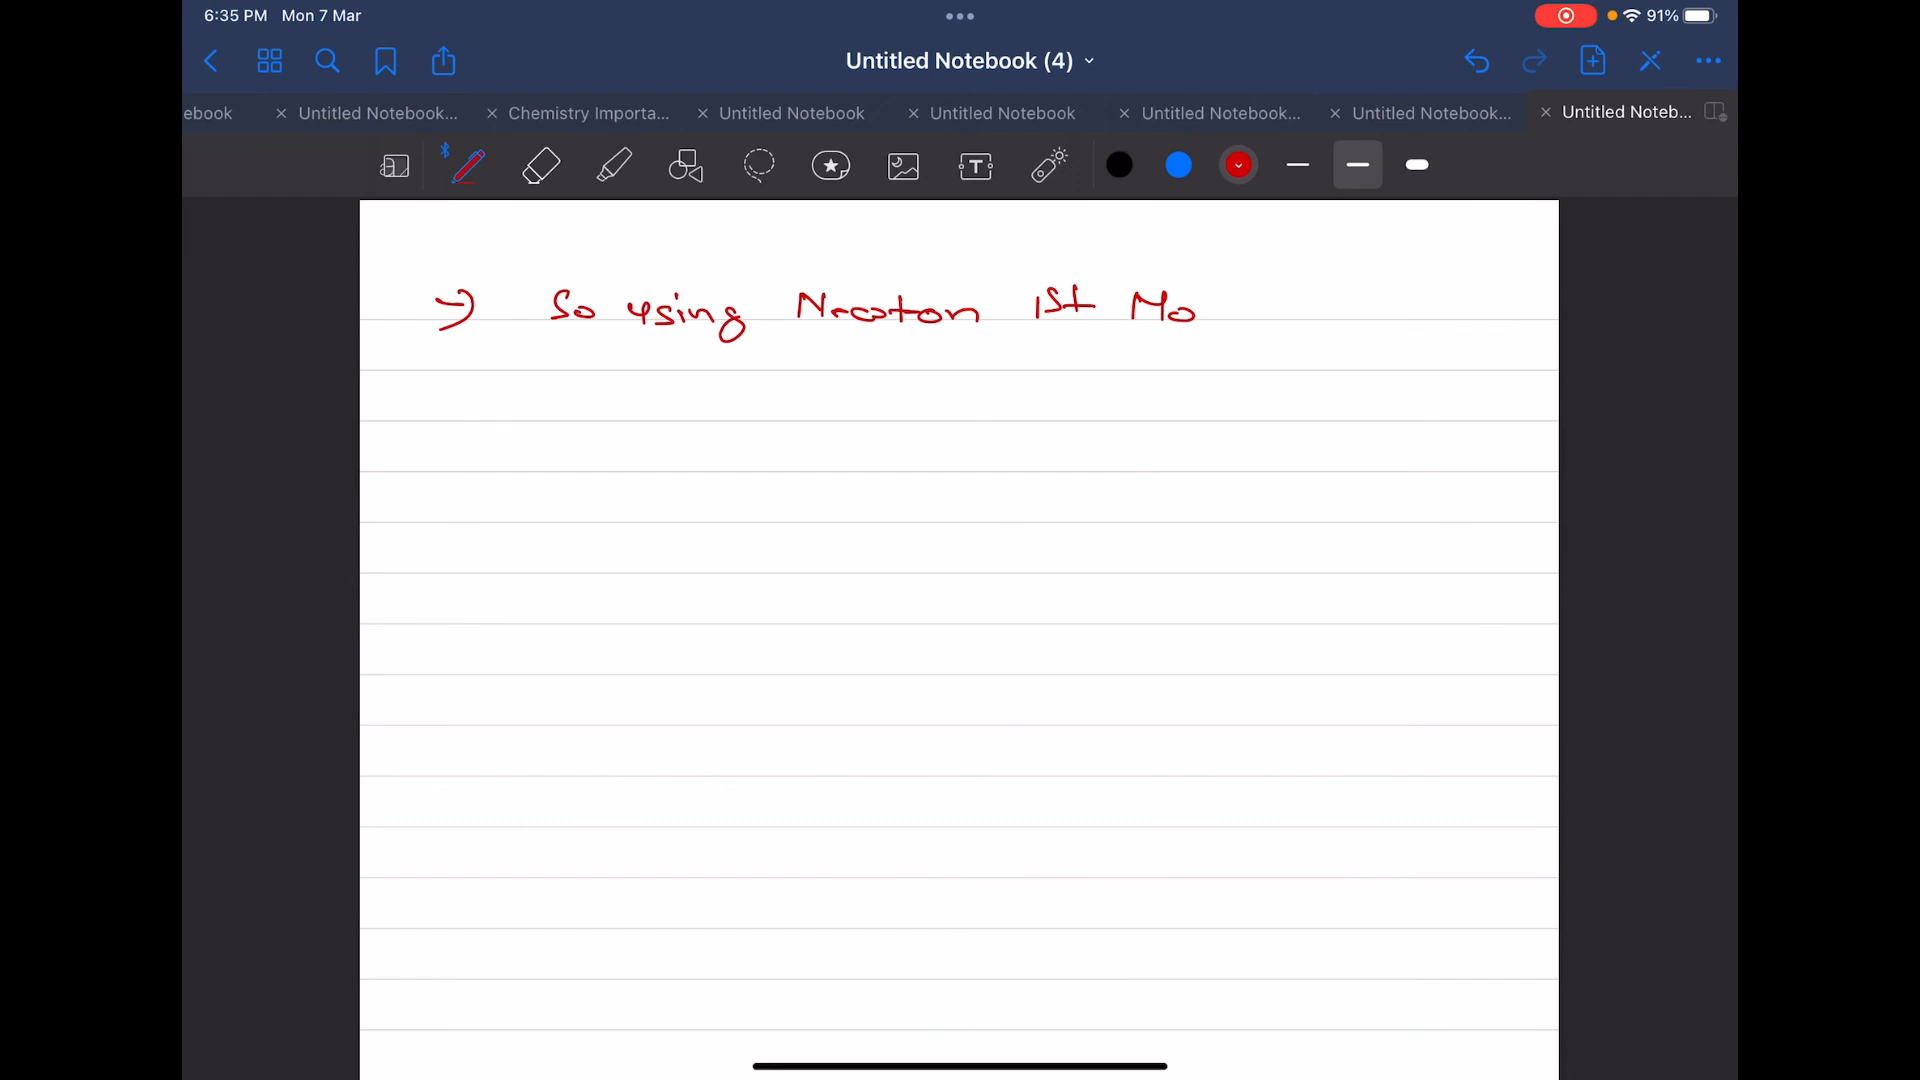 6:35 PM Mon 7 Mar 91%
Untitled Notebook (4)
ebook Untitled Notebook... Chemistry Importa... Untitled Notebook Untitled Notebook Untitled Notebook... Untitled Notebook... Untitled Noteb...
T
→ So using Newton 1st Mo